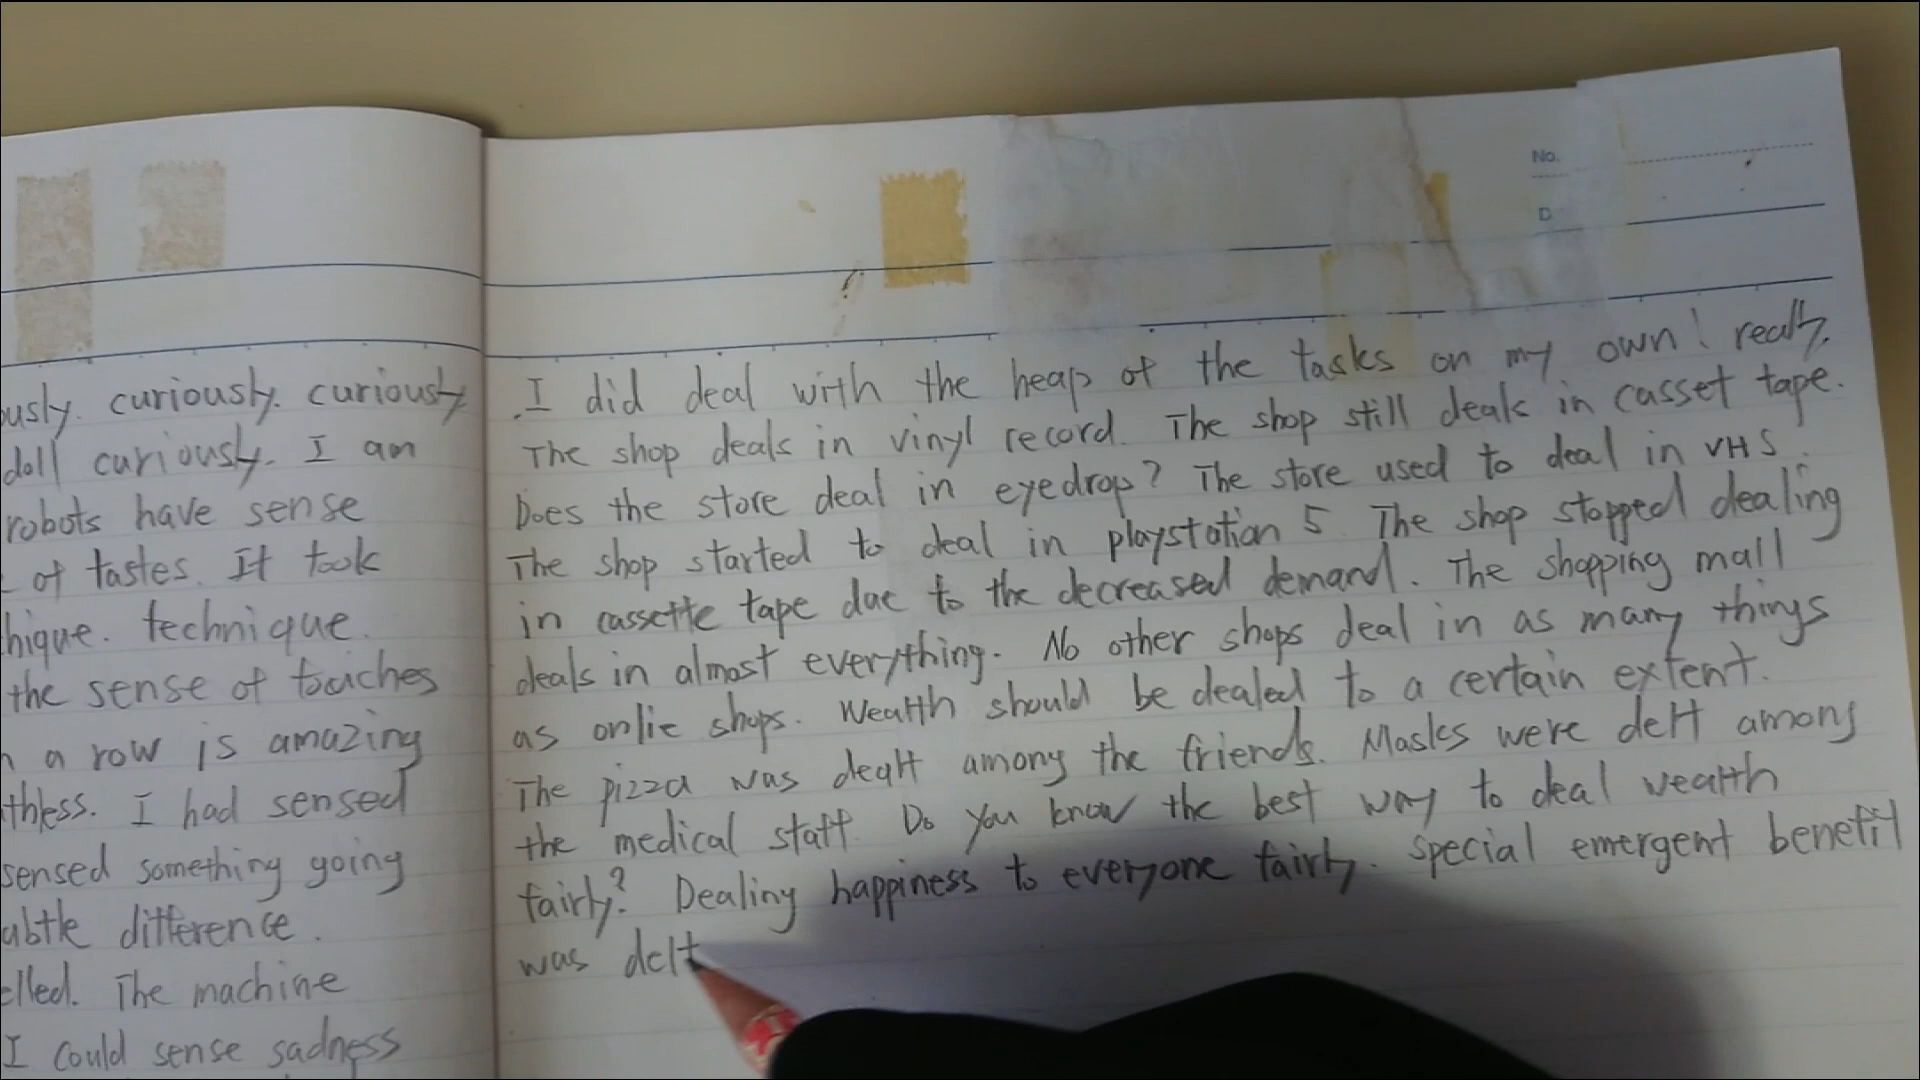 ously. curiously. curiously
doll curiously. I am
robots have sense
of tastes. It took
hique. technique.
the sense of touches
n a row is amazing
thless. I had sensed
sensed something going
ubtle difference.
elled. The machine
I could sense sadness
No.
D
I did deal with the heap of the tasks on my own! really.
The shop deals in vinyl record. The shop still deals in casset tape.
Does the store deal in eyedrop? The store used to deal in VHS.
The shop started to deal in playstation 5 The shop stopped dealing
in cassette tape due to the decreased demand. The shopping mall
deals in almost everything. No other shops deal in as many things
as onlie shops. Wealth should be dealed to a certain extent.
The pizza was dealt among the friends. Masks were delt among
the medical staff. Do you know the best way to deal wealth
fairly? Dealing happiness to everyone fairly. Special emergent benefit
was delt